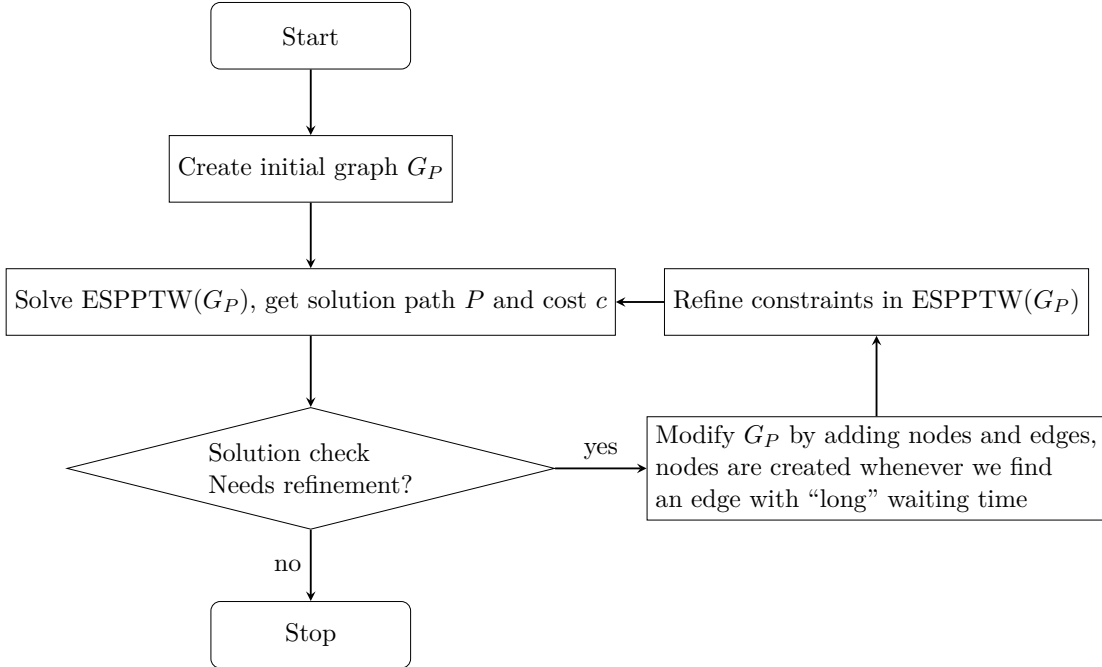 Start
Create initial graph G_P
Solve ESPPTW(G_P), get solution path P and cost c
Refine constraints in ESPPTW(G_P)
Solution check
Needs refinement?
yes
Modify G_P by adding nodes and edges,
nodes are created whenever we find
an edge with “long” waiting time
no
Stop